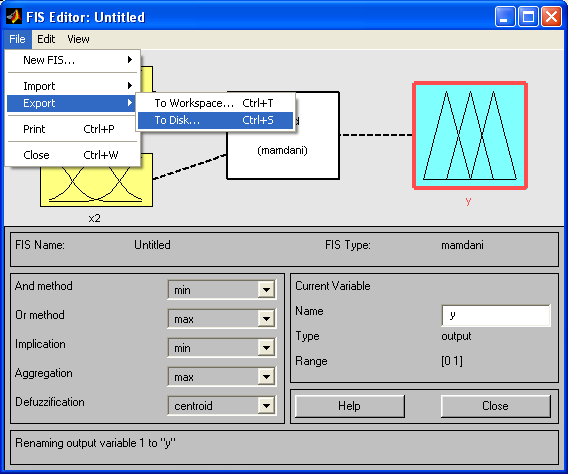 FIS Editor: Untitled
File Edit View
New FIS...
Import
Export
To Workspace... Ctrl+T
To Disk... Ctrl+S
Print Ctrl+P
Close Ctrl+W
(mamdani)
x2
y
FIS Name: Untitled FIS Type: mamdani
And method min
Or method max
Implication min
Aggregation max
Defuzzification centroid
Current Variable
Name y
Type output
Range [0 1]
Help Close
Renaming output variable 1 to "y"